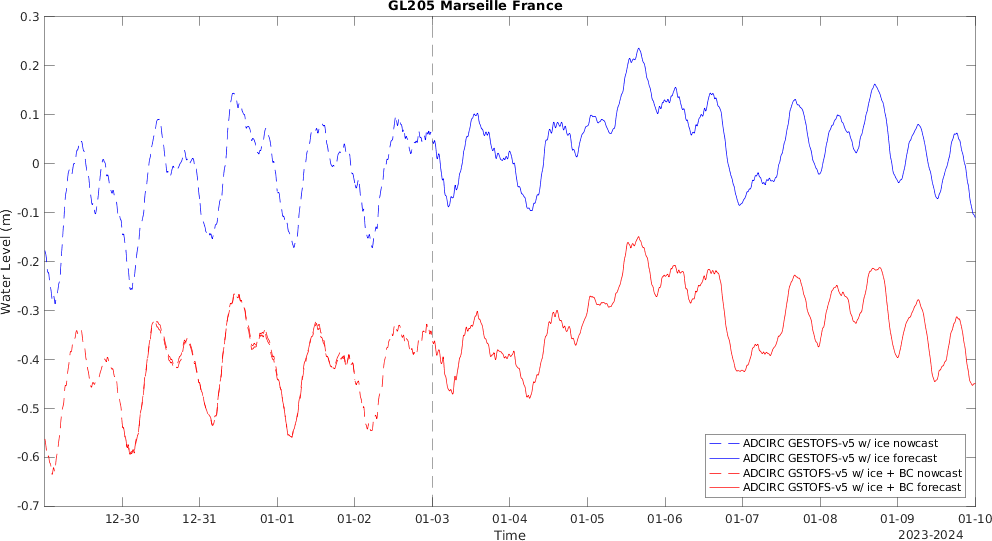 GL205 Marseille France
0.3
0.2
0.1
0
-0.1
-0.2
-0.3
-0.4
-0.5
-0.6
-0.7
Water Level (m)
ADCIRC GESTOFS-v5 w/ ice nowcast
ADCIRC GESTOFS-v5 w/ ice forecast
ADCIRC GSTOFS-v5 w/ ice + BC nowcast
ADCIRC GSTOFS-v5 w/ ice + BC forecast
12-30 12-31 01-01 01-02 01-03 01-04 01-05 01-06 01-07 01-08 01-09 01-10
Time
2023-2024